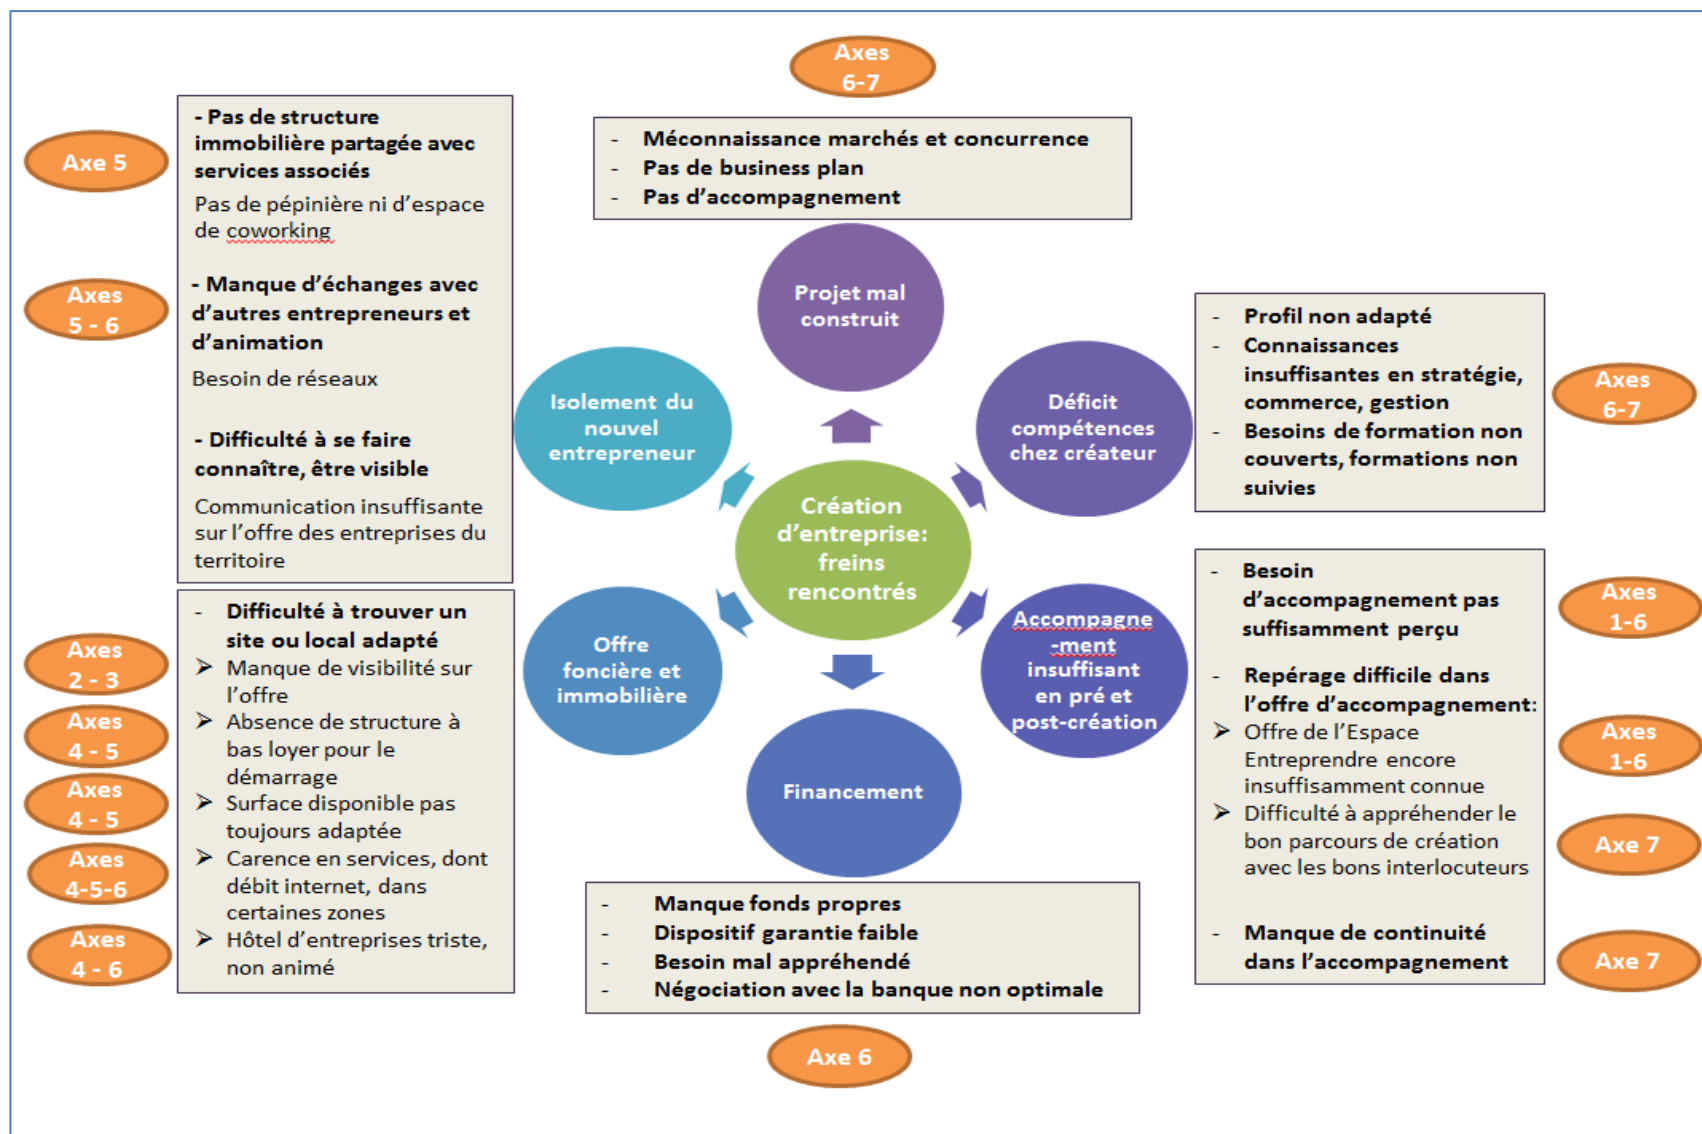 Axes
6-7
-   Méconnaissance marchés et concurrence
-   Pas de business plan
-   Pas d’accompagnement
Axe 5
- Pas de structure
immobilière partagée avec
services associés
Pas de pépinière ni d’espace
de coworking
Axes
5 - 6
- Manque d’échanges avec
d’autres entrepreneurs et
d’animation
Besoin de réseaux
- Difficulté à se faire
connaître, être visible
Communication insuffisante
sur l’offre des entreprises du
territoire
Projet mal
construit
Isolement du
nouvel
entrepreneur
Déficit
compétences
chez créateur
-   Profil non adapté
-   Connaissances
insuffisantes en stratégie,
commerce, gestion
-   Besoins de formation non
couverts, formations non
suivies
Axes
6-7
Création
d’entreprise:
freins
rencontrés
Offre
foncière et
immobilière
Accompagne
-ment
insuffisant
en pré et
post-création
Financement
-   Difficulté à trouver un
site ou local adapté
Axes
2 - 3
➢ Manque de visibilité sur
l’offre
Axes
4 - 5
➢ Absence de structure à
bas loyer pour le
démarrage
Axes
4 - 5
➢ Surface disponible pas
toujours adaptée
Axes
4-5-6
➢ Carence en services, dont
débit internet, dans
certaines zones
Axes
4 - 6
➢ Hôtel d’entreprises triste,
non animé
-   Besoin
d’accompagnement pas
suffisamment perçu
Axes
1-6
-   Repérage difficile dans
l’offre d’accompagnement:
➢ Offre de l’Espace
Entreprendre encore
insuffisamment connue
Axes
1-6
➢ Difficulté à appréhender le
bon parcours de création
avec les bons interlocuteurs
Axe 7
-   Manque de continuité
dans l’accompagnement
Axe 7
-   Manque fonds propres
-   Dispositif garantie faible
-   Besoin mal appréhendé
-   Négociation avec la banque non optimale
Axe 6